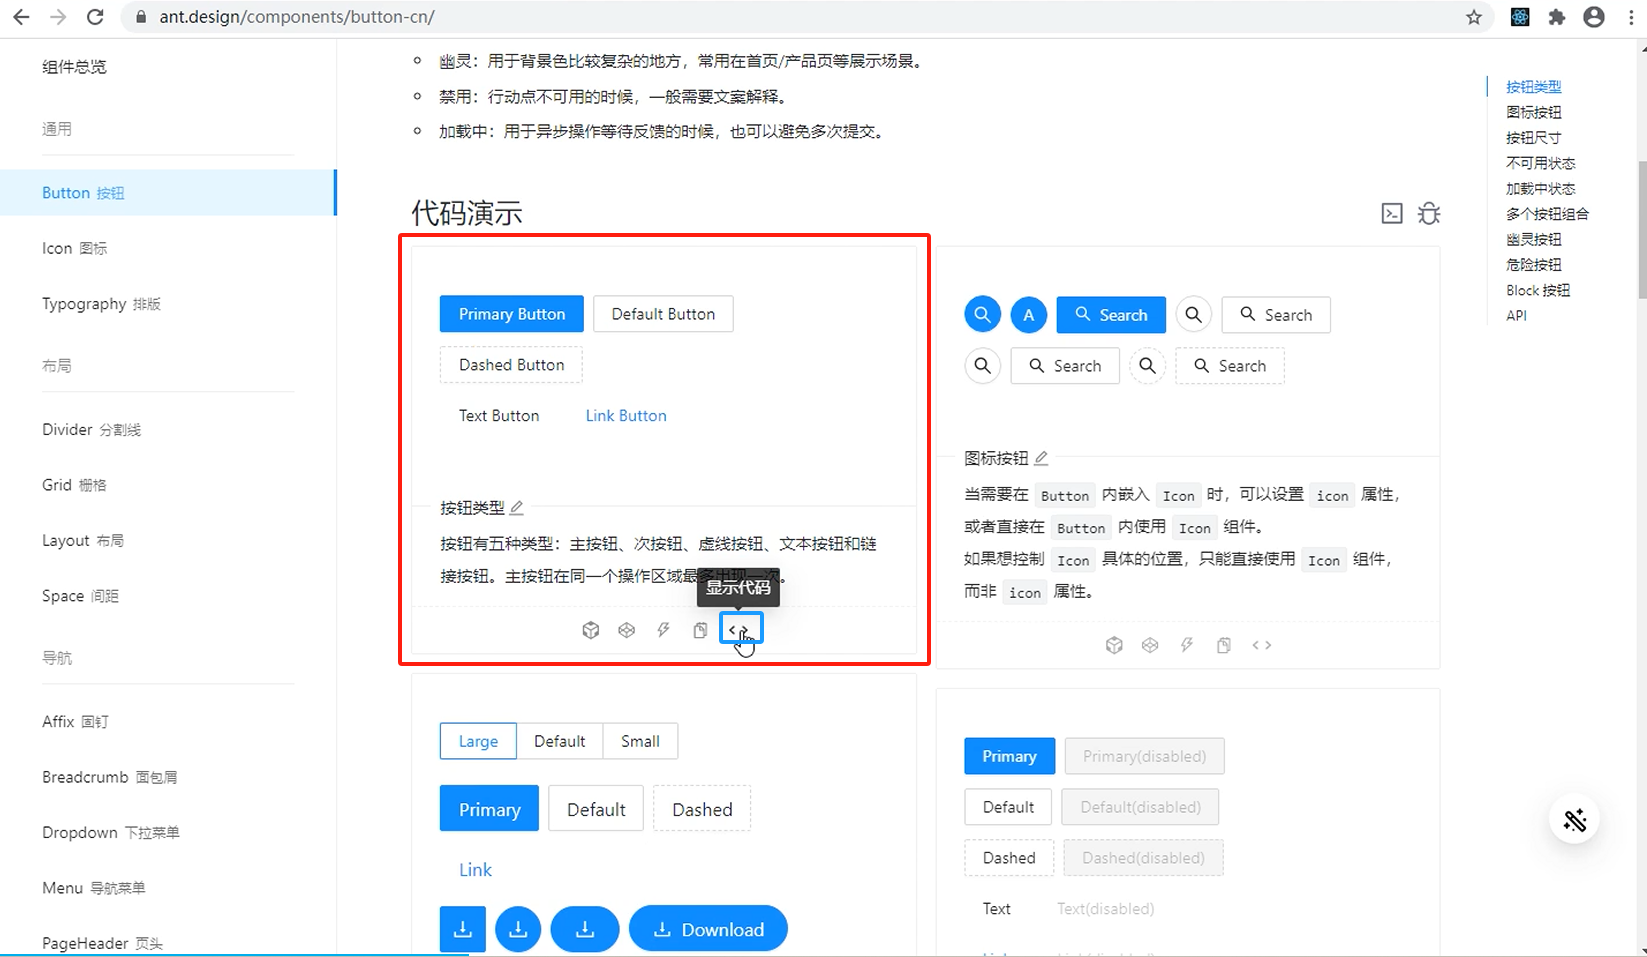 ant.design/components/button-cn/
组件总览
通用
Button 按钮
Icon 图标
Typography 排版
布局
Divider 分割线
Grid 栅格
Layout 布局
Space 间距
导航
Affix 固钉
Breadcrumb 面包屑
Dropdown 下拉菜单
Menu 导航菜单
PageHeader 页头
幽灵：用于背景色比较复杂的地方，常用在首页/产品页等展示场景。
禁用：行动点不可用的时候，一般需要文案解释。
加载中：用于异步操作等待反馈的时候，也可以避免多次提交。
代码演示
Primary Button Default Button
Dashed Button
Text Button Link Button
按钮类型
按钮有五种类型：主按钮、次按钮、虚线按钮、文本按钮和链
接按钮。主按钮在同一个操作区域最多出现一次。
显示代码
A Search Search
Search Search
图标按钮
当需要在 Button 内嵌入 Icon 时，可以设置 icon 属性，
或者直接在 Button 内使用 Icon 组件。
如果想控制 Icon 具体的位置，只能直接使用 Icon 组件，
而非 icon 属性。
Large Default Small
Primary Default Dashed
Link
Download
Primary Primary(disabled)
Default Default(disabled)
Dashed Dashed(disabled)
Text Text(disabled)
按钮类型
图标按钮
按钮尺寸
不可用状态
加载中状态
多个按钮组合
幽灵按钮
危险按钮
Block 按钮
API